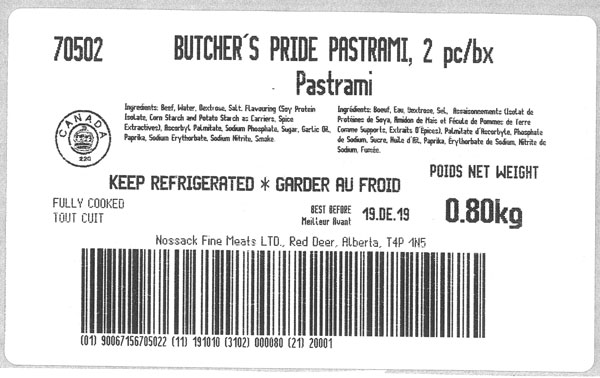 70502
BUTCHER´S PRIDE PASTRAMI, 2 pc/bx
Pastrami
CANADA
220
Ingredients: Beef, Water, Dextrose, Salt, Flavouring (Soy Protein
Isolate, Corn Starch and Potato Starch as Carriers, Spice
Extractives), Ascorbyl Palmitate, Sodium Phosphate, Sugar, Garlic Oil,
Paprika, Sodium Erythorbate, Sodium Nitrite, Smoke
Ingrédients: Boeuf, Eau, Dextrose, Sel, Assaisonnements (Isolat de
Protéines de Soya, Amidon de Maïs et Fécule de Pommes de Terre
Comme Supports, Extraits D'Épices), Palmitate d'Ascorbyle, Phosphate
de Sodium, Sucre, Huile d'Ail, Paprika, Érythorbate de Sodium, Nitrite de
Sodium, Fumée.
POIDS NET WEIGHT
KEEP REFRIGERATED * GARDER AU FROID
FULLY COOKED
TOUT CUIT
BEST BEFORE
Meilleur Avant
19.DE.19
0.80kg
Nossack Fine Meats LTD., Red Deer, Alberta, T4P 1N5
(01) 90067156705022 (11) 191010 (3102) 000080 (21) 20001